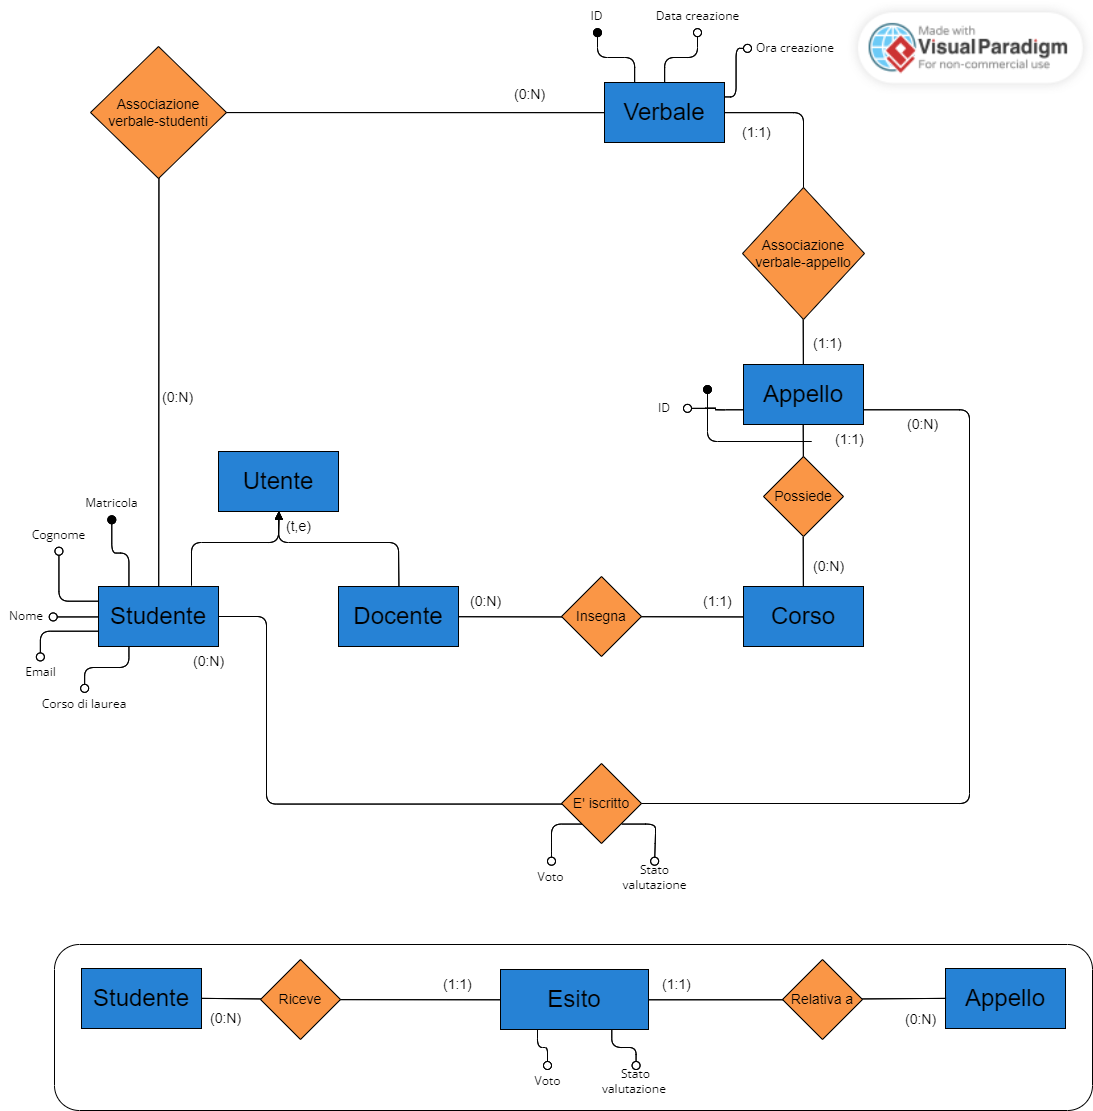 ID
Data creazione
Ora creazione
Made with
VisualParadigm
For non-commercial use
Associazione
verbale-studenti
(0:N)
Verbale
(1:1)
Associazione
verbale-appello
(1:1)
Appello
ID
(0:N)
(0:N)
(1:1)
Utente
(t,e)
Possiede
Matricola
Cognome
(0:N)
Nome
Studente
Docente
(0:N)
Insegna
(1:1)
Corso
Email
(0:N)
Corso di laurea
E' iscritto
Voto
Stato
valutazione
Studente
(0:N)
Riceve
(1:1)
Esito
(1:1)
Relativa a
(0:N)
Appello
Voto
Stato
valutazione